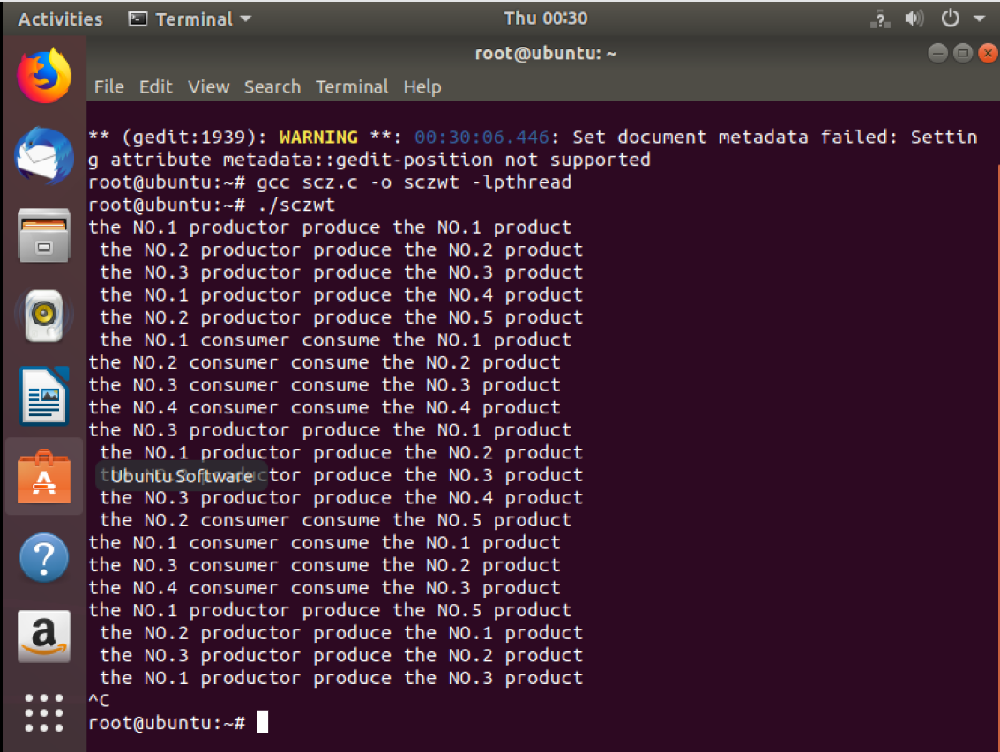 Activities Terminal Thu 00:30
root@ubuntu: ~
File Edit View Search Terminal Help
** (gedit:1939): WARNING **: 00:30:06.446: Set document metadata failed: Settin
g attribute metadata::gedit-position not supported
root@ubuntu:~# gcc scz.c -o sczwt -lpthread
root@ubuntu:~# ./sczwt
the NO.1 productor produce the NO.1 product
the NO.2 productor produce the NO.2 product
the NO.3 productor produce the NO.3 product
the NO.1 productor produce the NO.4 product
the NO.2 productor produce the NO.5 product
the NO.1 consumer consume the NO.1 product
the NO.2 consumer consume the NO.2 product
the NO.3 consumer consume the NO.3 product
the NO.4 consumer consume the NO.4 product
the NO.3 productor produce the NO.1 product
the NO.1 productor produce the NO.2 product
Ubuntu Software
the NO.2 productor produce the NO.3 product
the NO.3 productor produce the NO.4 product
the NO.2 consumer consume the NO.5 product
the NO.1 consumer consume the NO.1 product
the NO.3 consumer consume the NO.2 product
the NO.4 consumer consume the NO.3 product
the NO.1 productor produce the NO.5 product
the NO.2 productor produce the NO.1 product
the NO.3 productor produce the NO.2 product
the NO.1 productor produce the NO.3 product
^C
root@ubuntu:~#